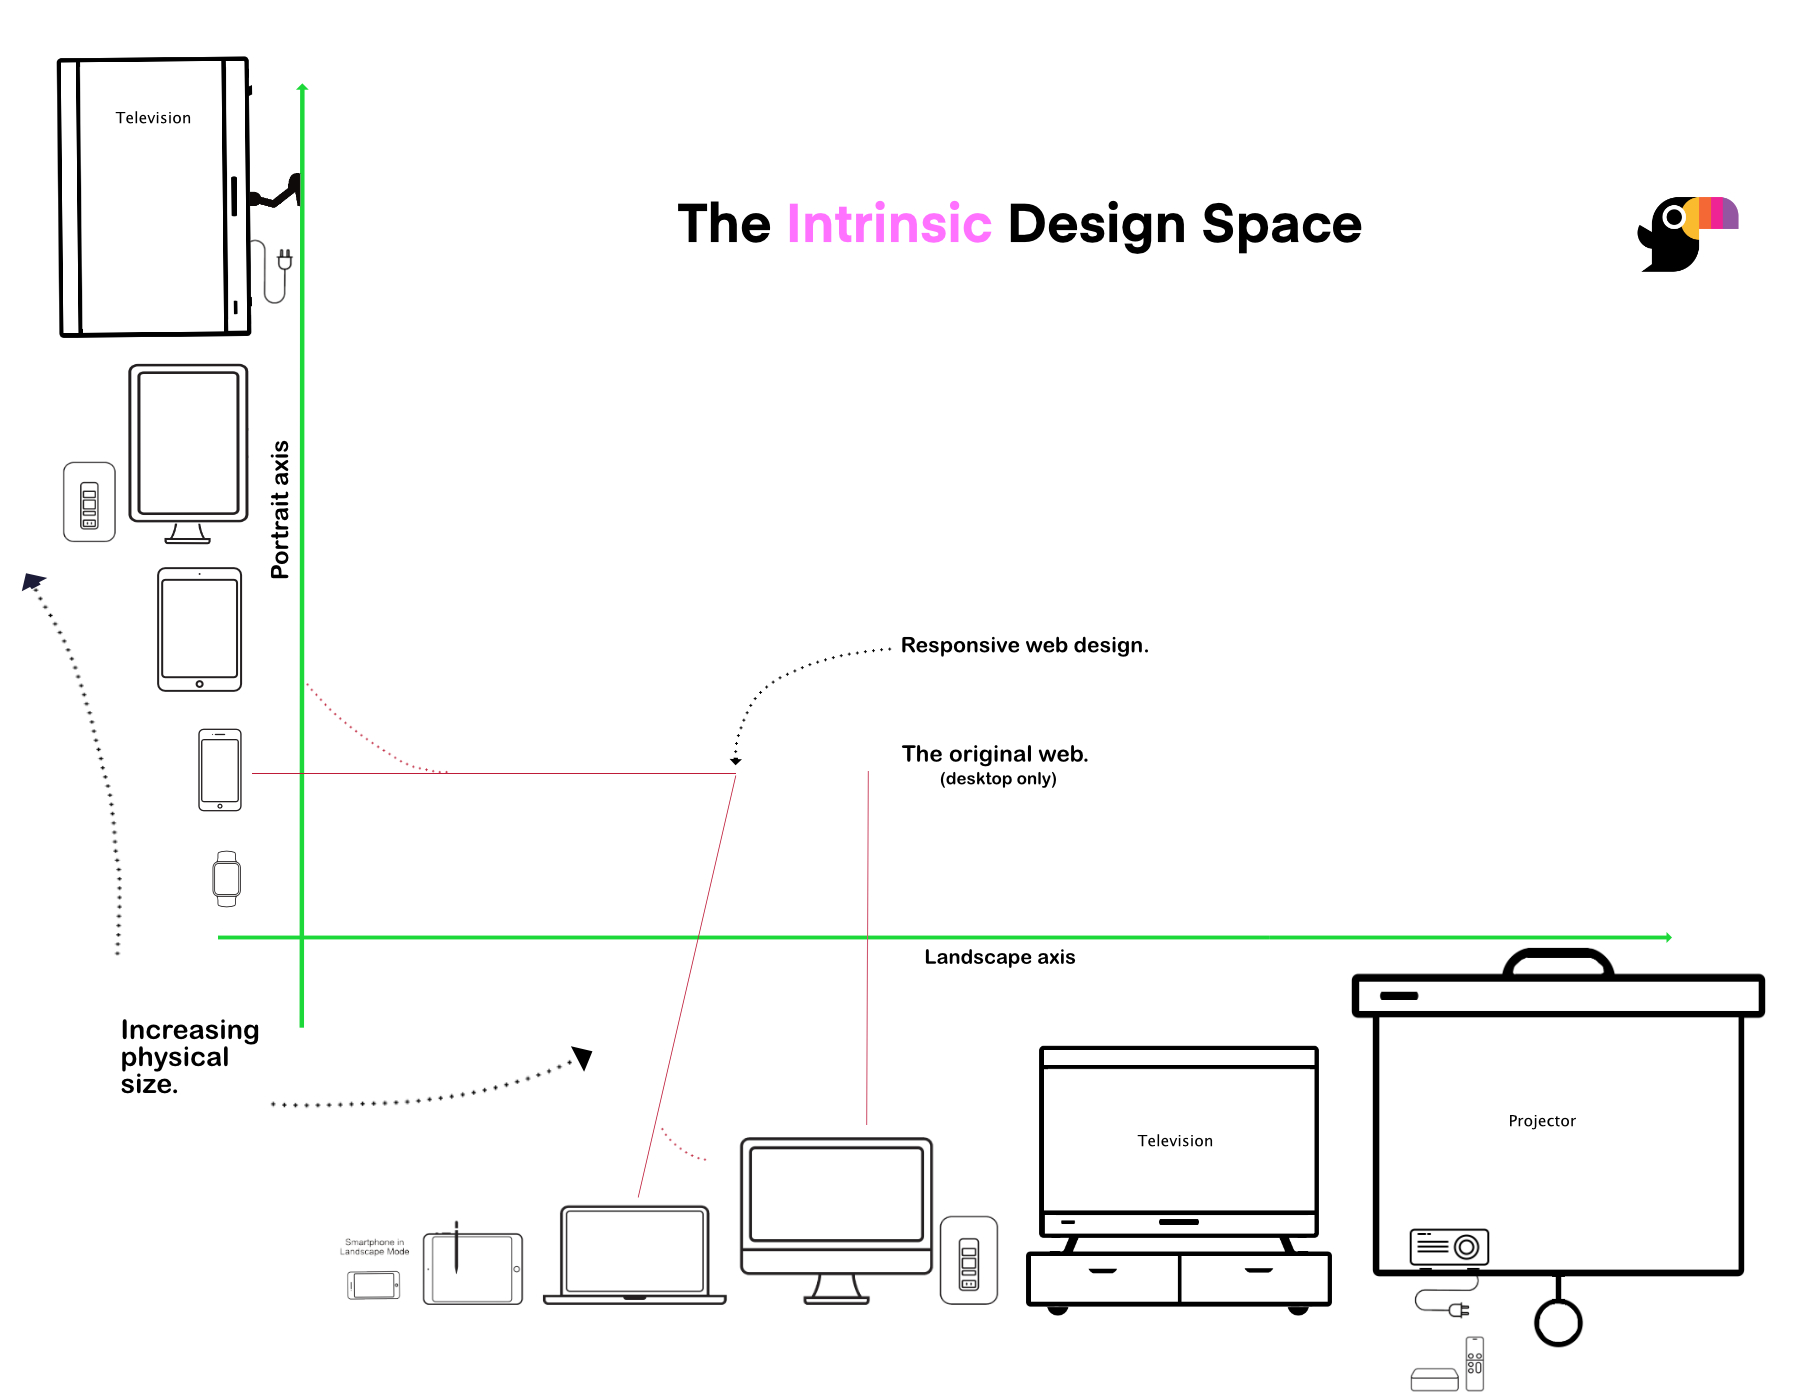 Television
The Intrinsic Design Space
Portrait axis
Responsive web design.
The original web.
(desktop only)
Landscape axis
Increasing
physical
size.
Television
Projector
Smartphone in
Landscape Mode